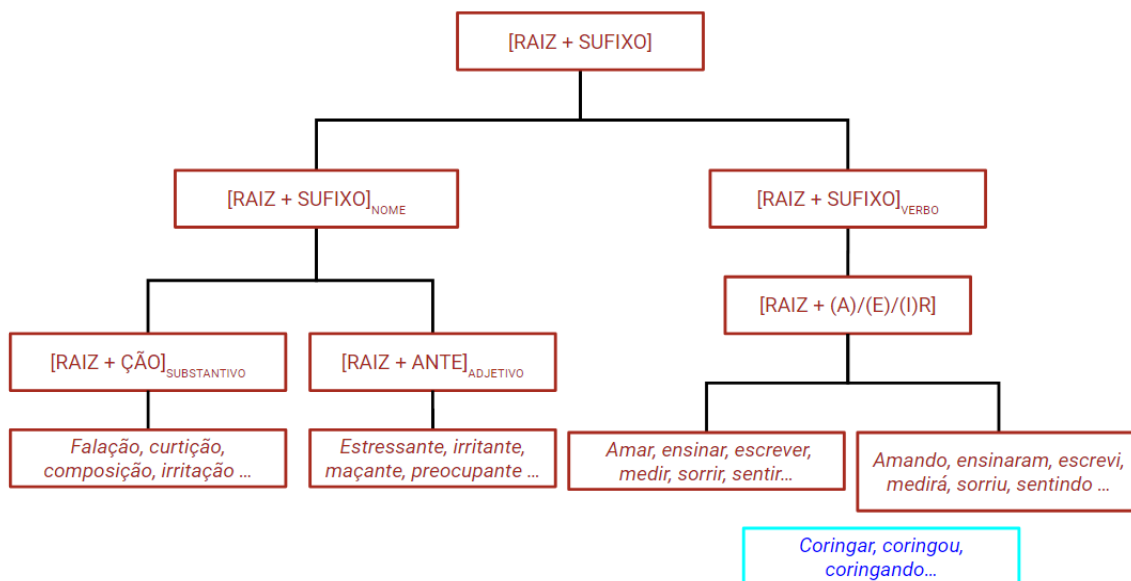 [RAIZ + SUFIXO]
[RAIZ + SUFIXO]NOME
[RAIZ + SUFIXO]VERBO
[RAIZ + (A)/(E)/(I)R]
[RAIZ + ÇÃO]SUBSTANTIVO
[RAIZ + ANTE]ADJETIVO
Falação, curtição,
composição, irritação ...
Estressante, irritante,
maçante, preocupante ...
Amar, ensinar, escrever,
medir, sorrir, sentir...
Amando, ensinaram, escrevi,
medirá, sorriu, sentindo ...
Coringar, coringou,
coringando...